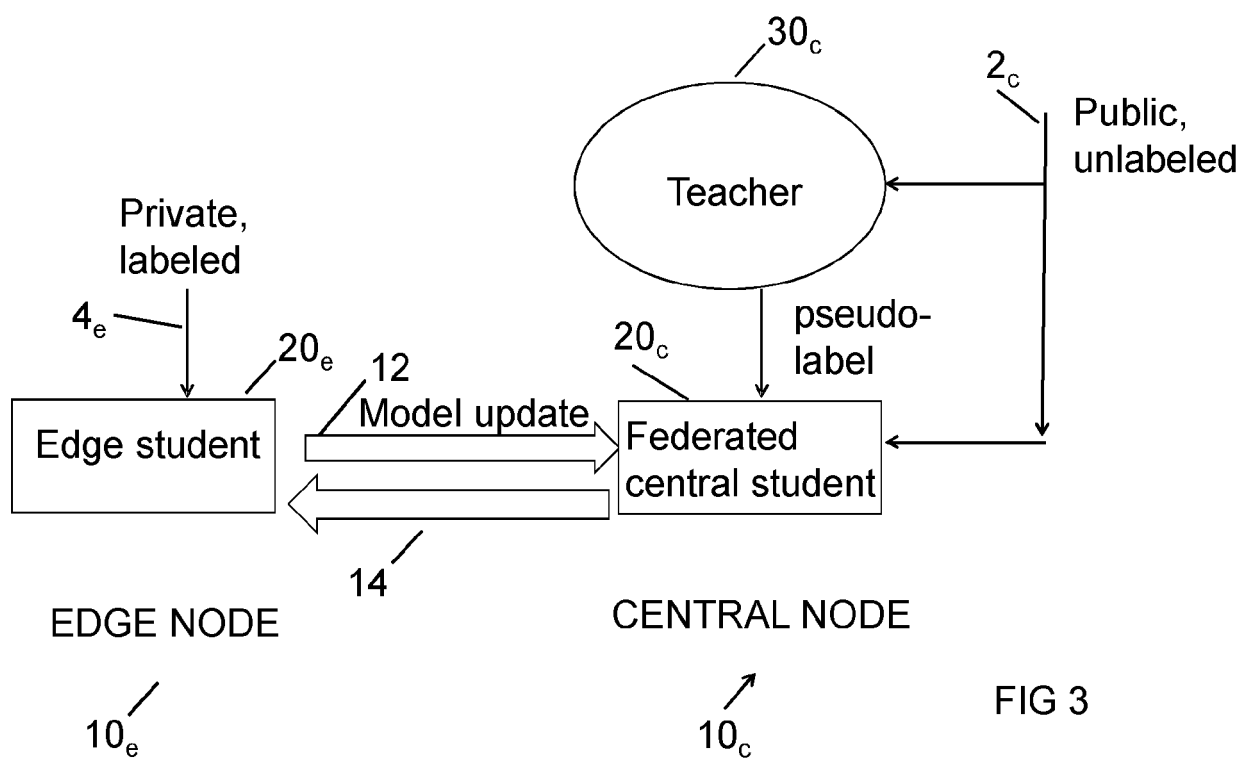 30c
2c
Public,
unlabeled
Teacher
Private,
labeled
4e
pseudo-
label
20e
20c
12
Model update
Edge student
Federated
central student
14
EDGE NODE
CENTRAL NODE
10e
10c
FIG 3